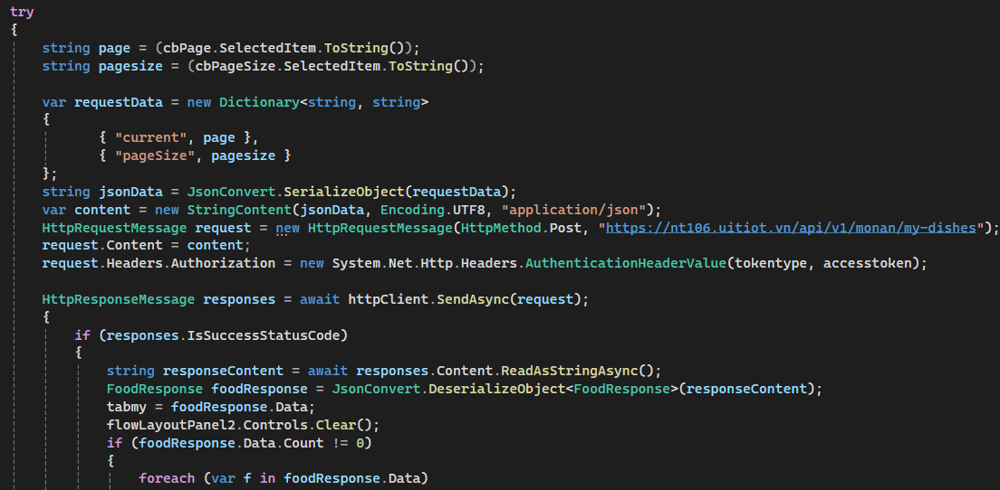 try
{
string page = (cbPage.SelectedItem.ToString());
string pagesize = (cbPageSize.SelectedItem.ToString());
var requestData = new Dictionary<string, string>
{
{ "current", page },
{ "pageSize", pagesize }
};
string jsonData = JsonConvert.SerializeObject(requestData);
var content = new StringContent(jsonData, Encoding.UTF8, "application/json");
HttpRequestMessage request = new HttpRequestMessage(HttpMethod.Post, "https://nt106.uitiot.vn/api/v1/monan/my-dishes");
request.Content = content;
request.Headers.Authorization = new System.Net.Http.Headers.AuthenticationHeaderValue(tokentype, accesstoken);
HttpResponseMessage responses = await httpClient.SendAsync(request);
{
if (responses.IsSuccessStatusCode)
{
string responseContent = await responses.Content.ReadAsStringAsync();
FoodResponse foodResponse = JsonConvert.DeserializeObject<FoodResponse>(responseContent);
tabmy = foodResponse.Data;
flowLayoutPanel2.Controls.Clear();
if (foodResponse.Data.Count != 0)
{
foreach (var f in foodResponse.Data)